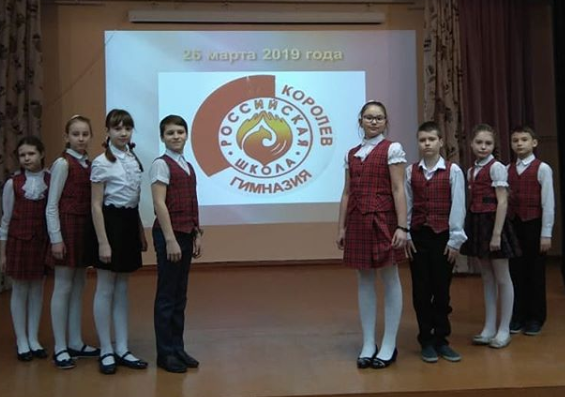 26 марта 2019 года
КОРОЛЕВ
РОССИЙСКАЯ
ШКОЛА
ГИМНАЗИЯ